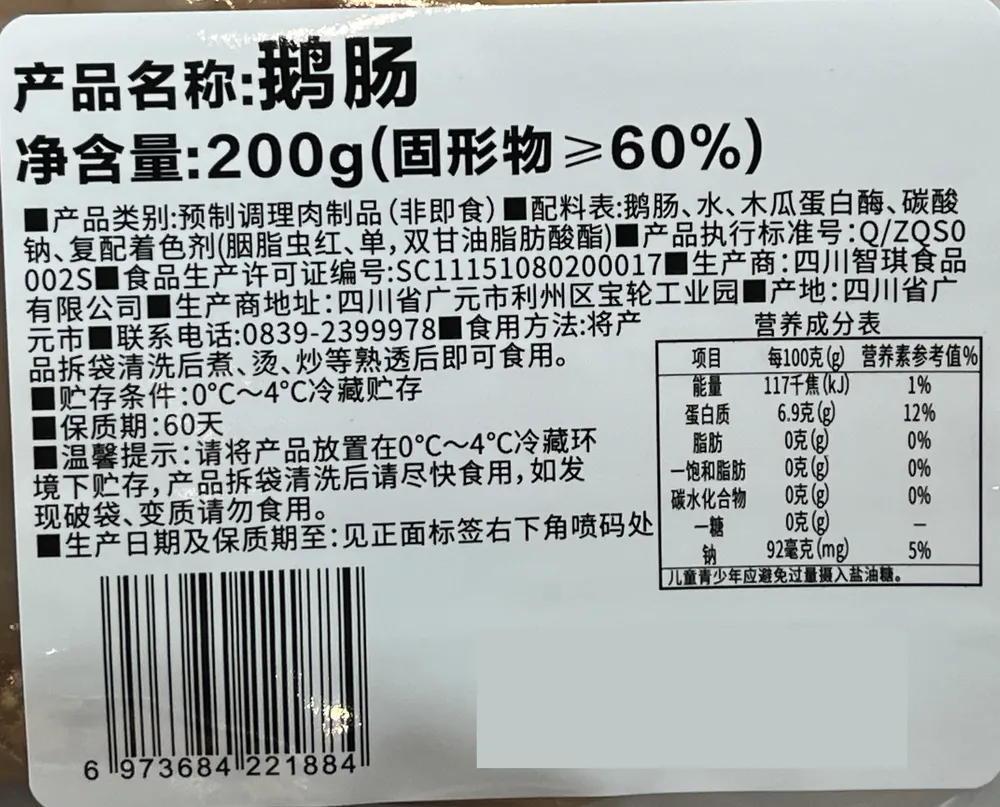 产品名称:鹅肠
净含量:200g(固形物≥60%)
■产品类别:预制调理肉制品(非即食)■配料表:鹅肠、水、木瓜蛋白酶、碳酸
钠、复配着色剂(胭脂虫红、单,双甘油脂肪酸酯)■产品执行标准号:Q/ZQS0
002S■食品生产许可证编号:SC11151080200017■生产商:四川智琪食品
有限公司■生产商地址:四川省广元市利州区宝轮工业园■产地:四川省广
元市■联系电话:0839-2399978■食用方法:将产
品拆袋清洗后煮、烫、炒等熟透后即可食用。
■贮存条件:0°C～4°C冷藏贮存
■保质期:60天
■温馨提示:请将产品放置在0°C～4°C冷藏环
境下贮存,产品拆袋清洗后请尽快食用,如发
现破袋、变质请勿食用。
■生产日期及保质期至:见正面标签右下角喷码处
营养成分表
项目 每100克(g) 营养素参考值%
能量 117千焦(kJ) 1%
蛋白质 6.9克(g) 12%
脂肪 0克(g) 0%
—饱和脂肪 0克(g) 0%
碳水化合物 0克(g) 0%
—糖 0克(g) —
钠 92毫克(mg) 5%
儿童青少年应避免过量摄入盐油糖。
6 973684 221884